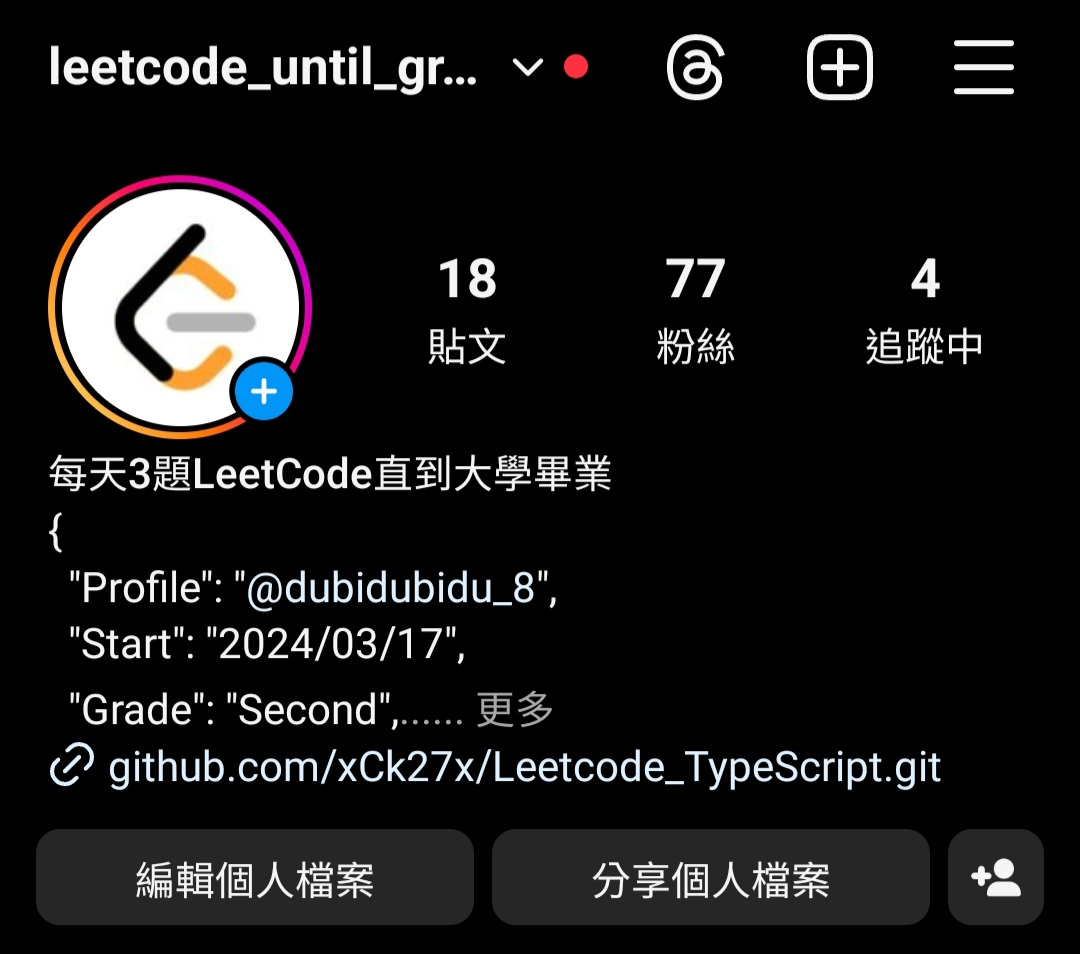 leetcode_until_gr...
18
77
4
貼文
粉絲
追蹤中
每天3題LeetCode直到大學畢業
{
"Profile": "@dubidubidu_8",
"Start": "2024/03/17",
"Grade": "Second",...... 更多
github.com/xCk27x/Leetcode_TypeScript.git
編輯個人檔案
分享個人檔案